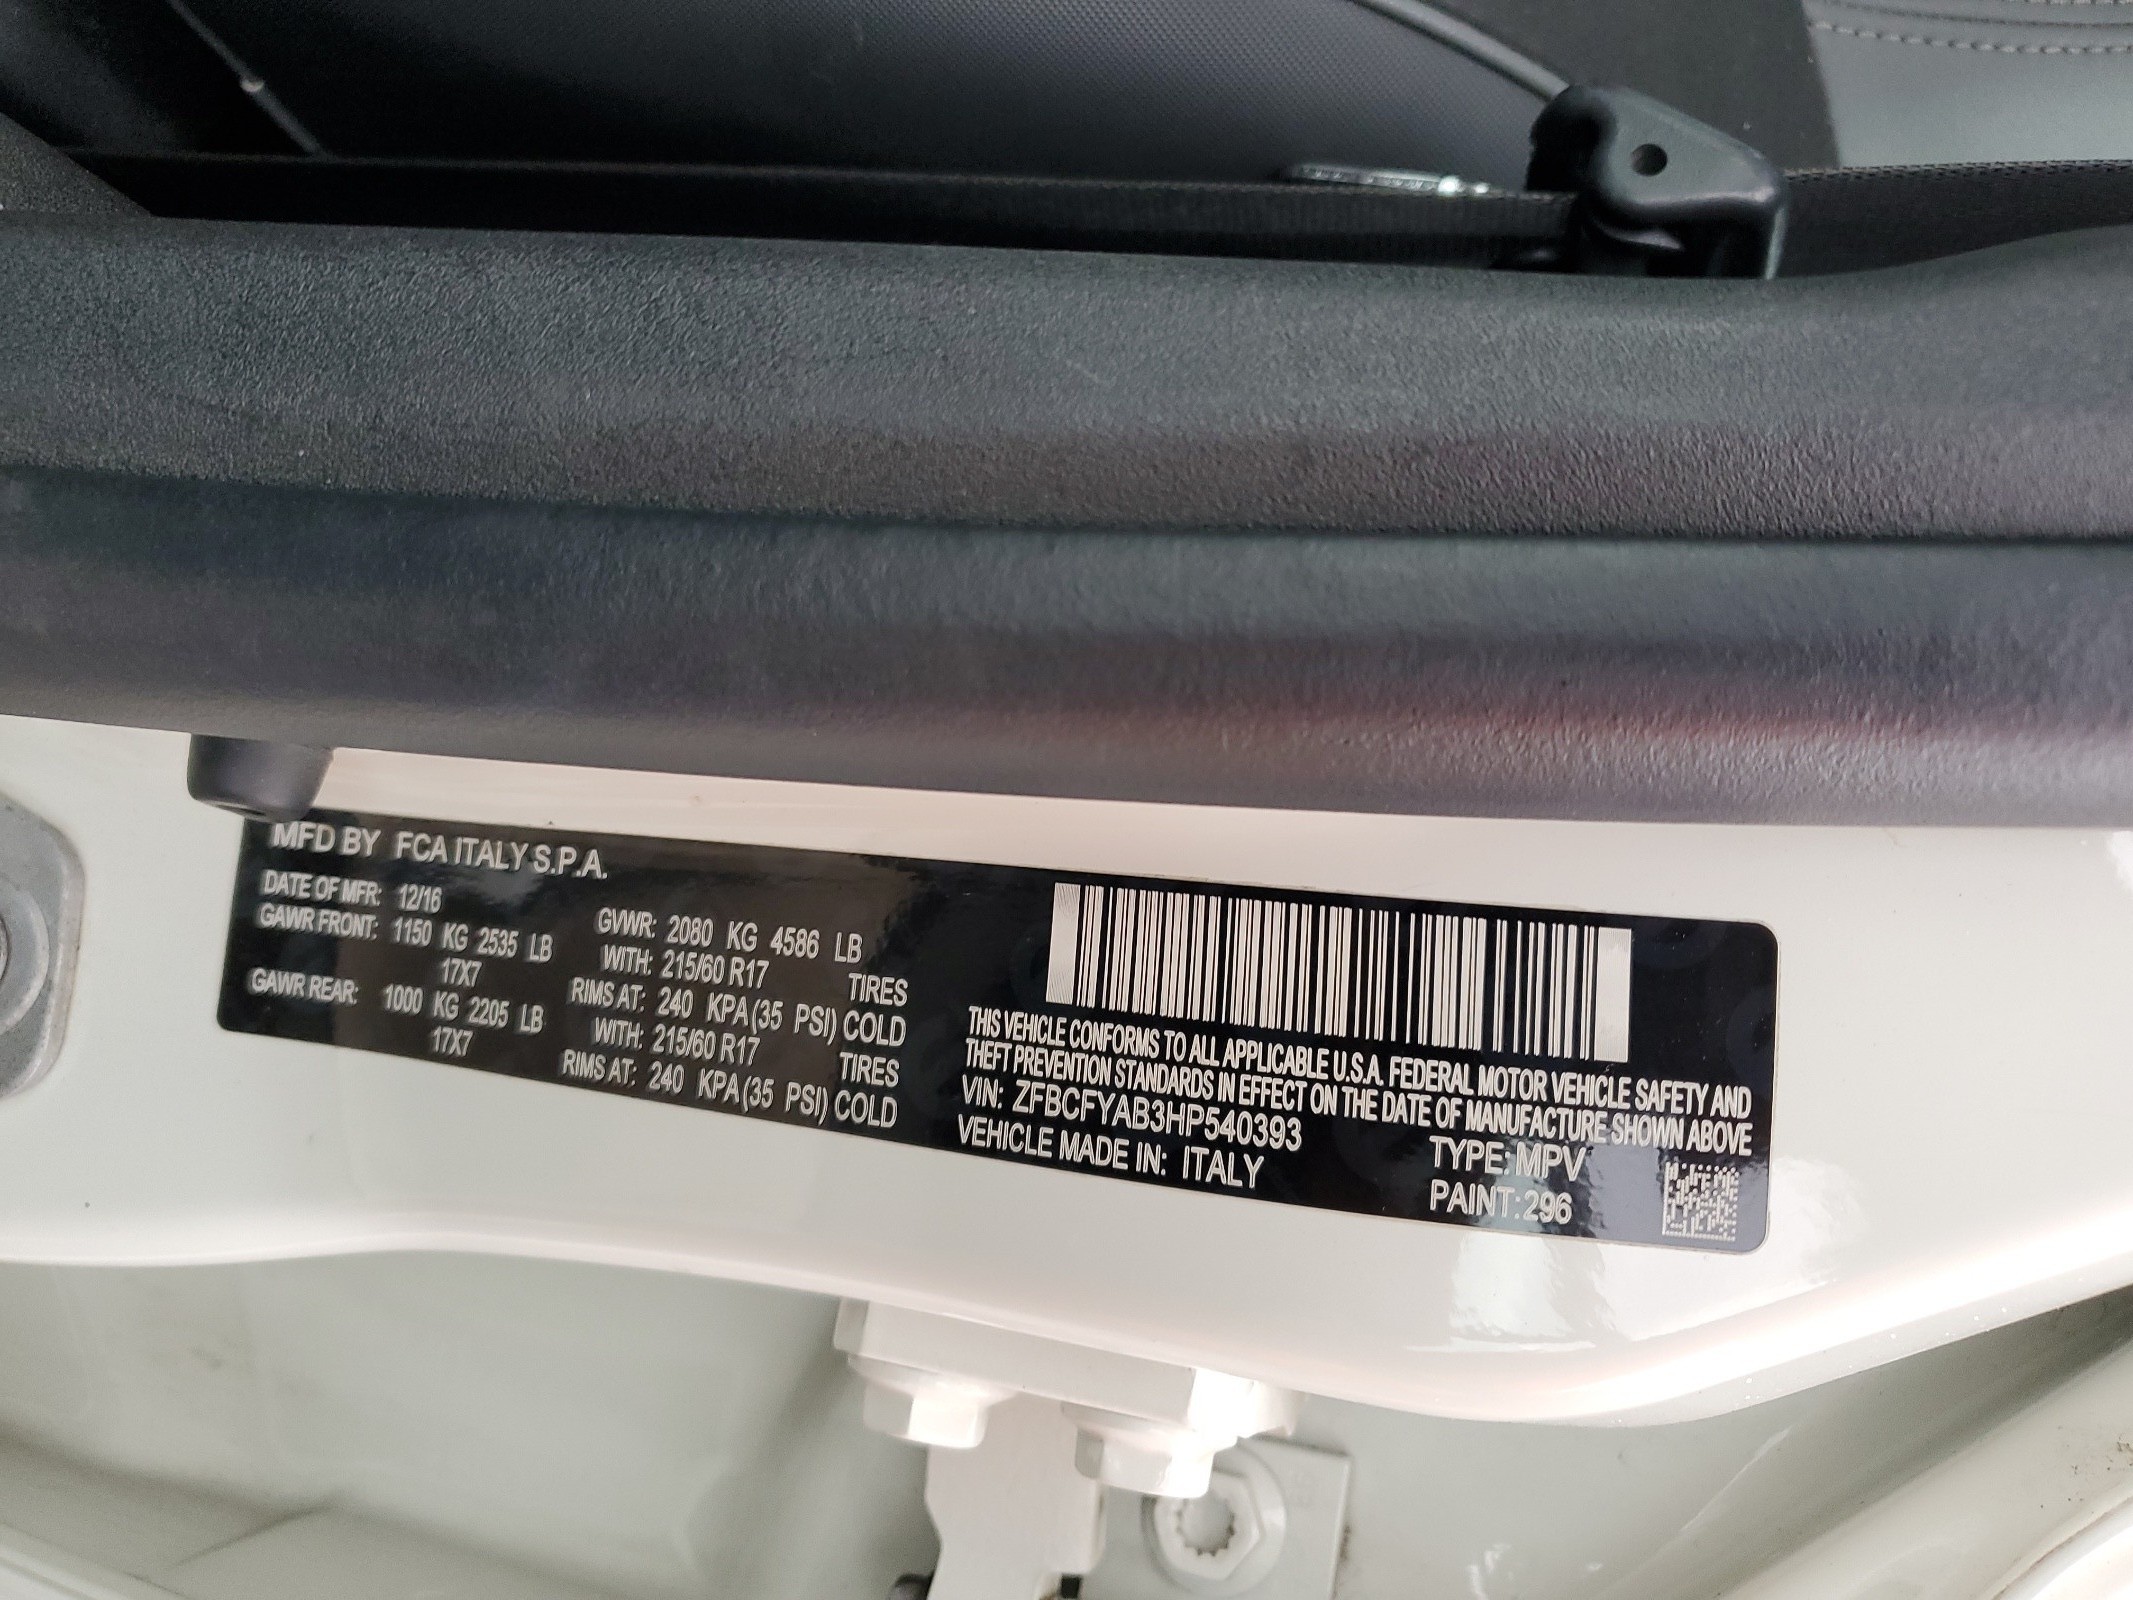 MFD BY FCA ITALY S.P.A.
DATE OF MFR: 12/16 GVWR: 2080 KG 4586 LB
GAWR FRONT: 1150 KG 2535 LB WITH: 215/60 R17 TIRES
17X7 RIMS AT: 240 KPA(35 PSI) COLD
GAWR REAR: 1000 KG 2205 LB WITH: 215/60 R17 TIRES
17X7 RIMS AT: 240 KPA(35 PSI) COLD
THIS VEHICLE CONFORMS TO ALL APPLICABLE U.S.A. FEDERAL MOTOR VEHICLE SAFETY AND
THEFT PREVENTION STANDARDS IN EFFECT ON THE DATE OF MANUFACTURE SHOWN ABOVE
VIN: ZFBCFYAB3HP540393 TYPE: MPV
VEHICLE MADE IN: ITALY PAINT: 296